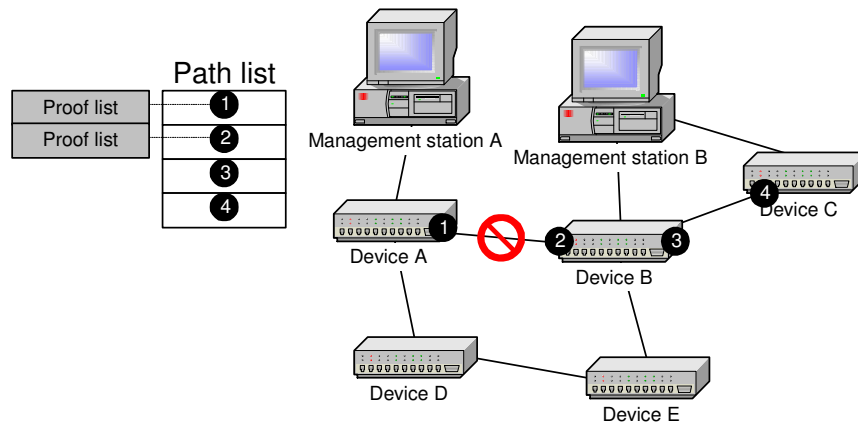 Path list
Proof list
1
Proof list
2
3
4
Management station A
Management station B
4
Device C
1
2
3
Device A
Device B
Device D
Device E